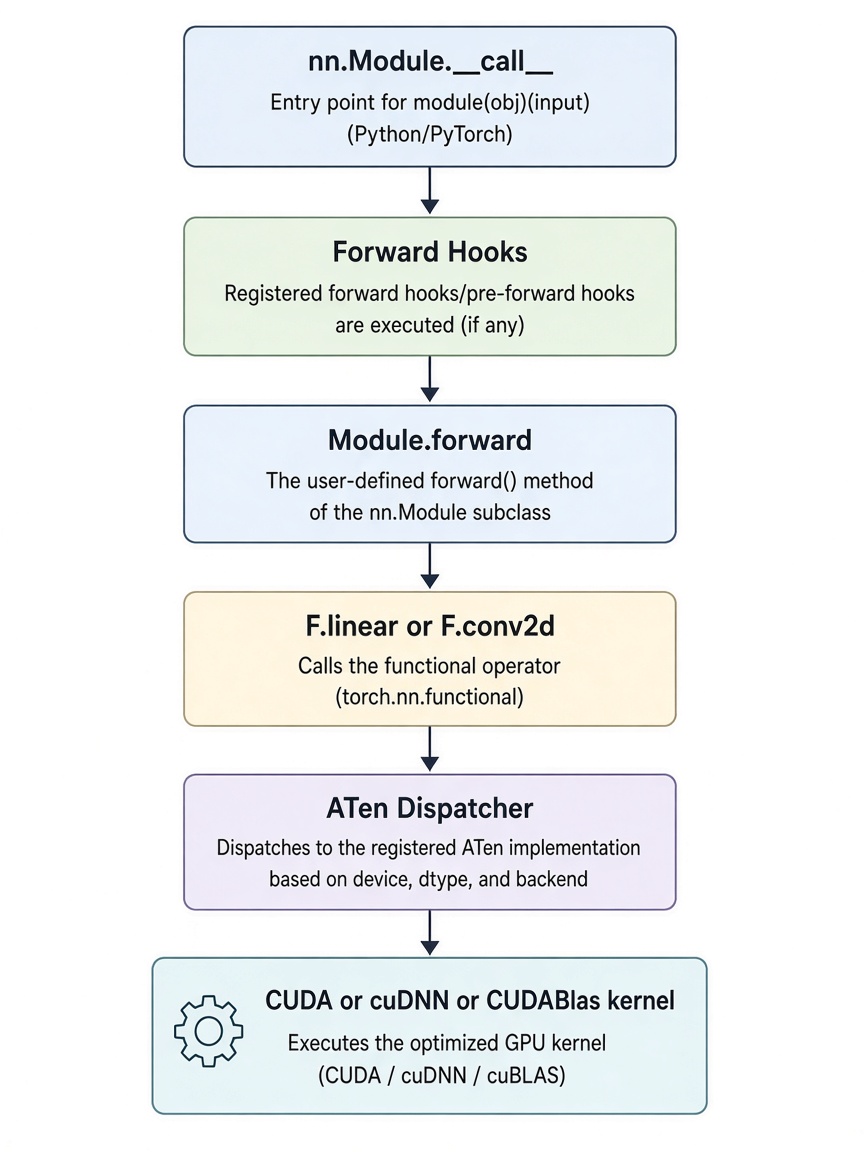 nn.Module.__call__
Entry point for module(obj)(input)
(Python/PyTorch)
Forward Hooks
Registered forward hooks/pre-forward hooks
are executed (if any)
Module.forward
The user-defined forward() method
of the nn.Module subclass
F.linear or F.conv2d
Calls the functional operator
(torch.nn.functional)
ATen Dispatcher
Dispatches to the registered ATen implementation
based on device, dtype, and backend
CUDA or cuDNN or CUDABlas kernel
Executes the optimized GPU kernel
(CUDA / cuDNN / cuBLAS)